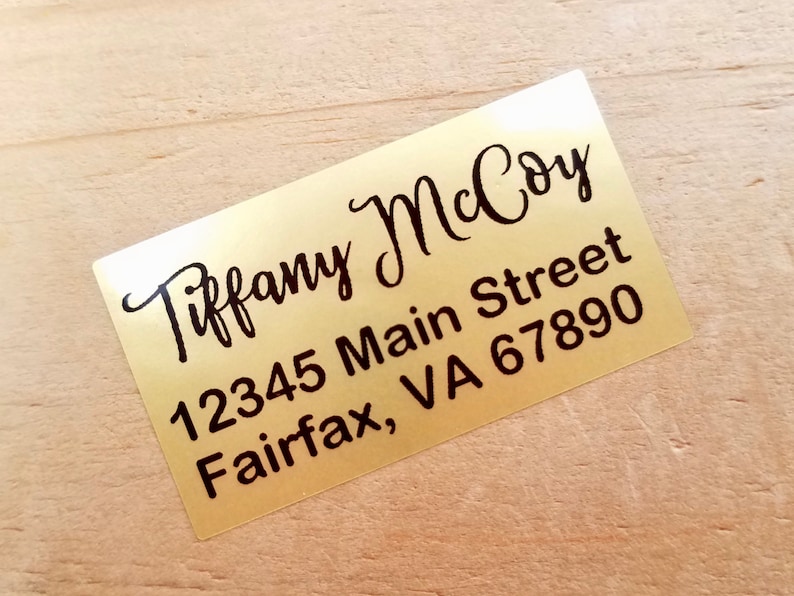 Tiffany McCoy
12345 Main Street
Fairfax, VA 67890